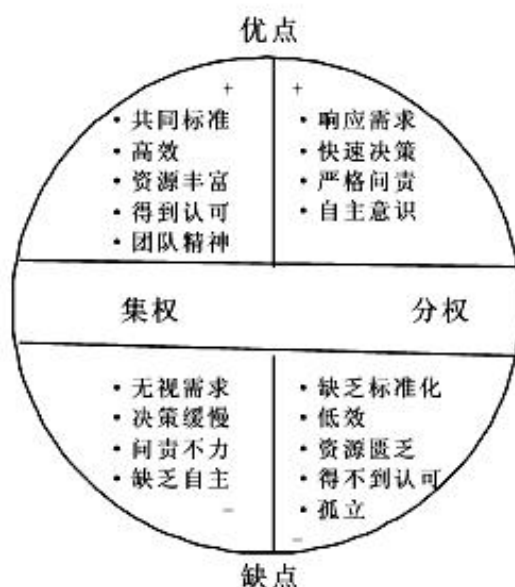 优点
+
• 共同标准
• 高效
• 资源丰富
• 得到认可
• 团队精神
+
• 响应需求
• 快速决策
• 严格问责
• 自主意识
集权
分权
• 无视需求
• 决策缓慢
• 问责不力
• 缺乏自主
–
• 缺乏标准化
• 低效
• 资源匮乏
• 得不到认可
• 孤立
–
缺点